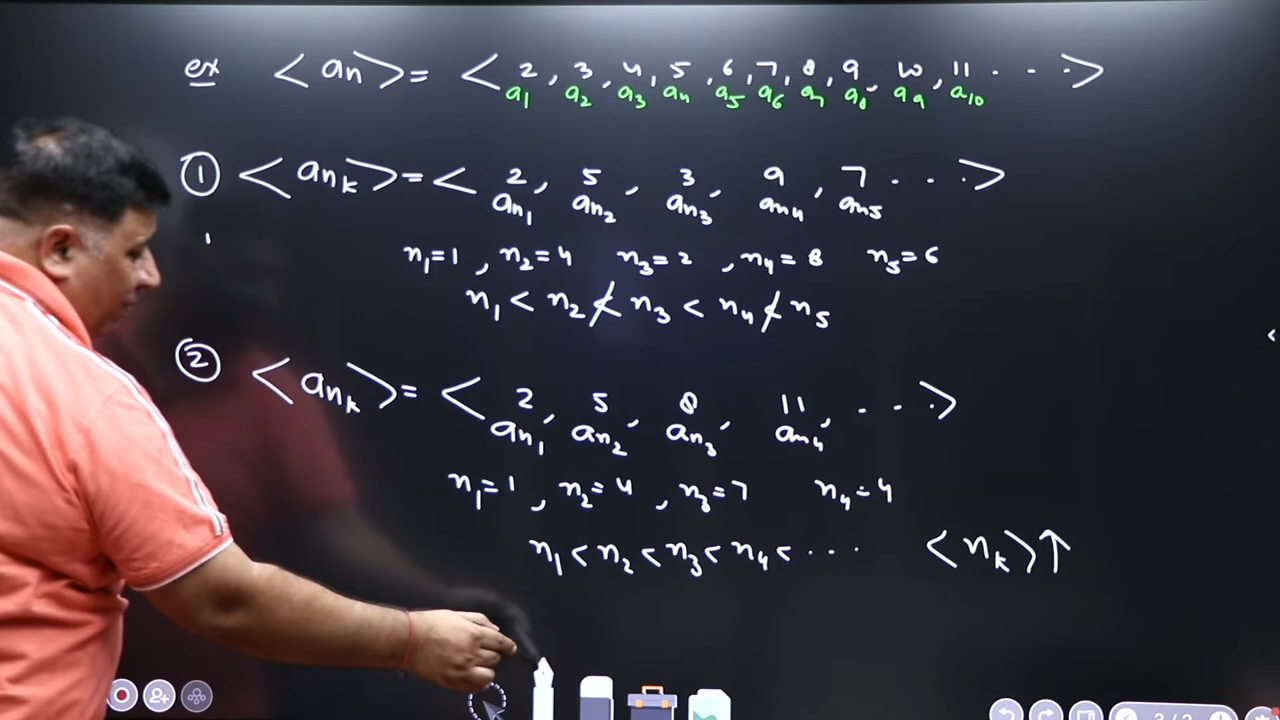 ex <an> = <2, 3, 4, 5, 6, 7, 8, 9, 10, 11 . . .>
a1 a2 a3 a4 a5 a6 a7 a8 a9 a10
① <ank> = <2, 5, 3, 9, 7 . . .>
an1 an2 an3 an4 an5
n1=1, n2=4 n3=2, n4=8 n5=6
n1 < n2 ≮ n3 < n4 ≮ n5
② <ank> = <2, 5, 8, 11, . . .>
an1 an2 an3 an4
n1=1, n2=4, n3=7 n4=4
n1 < n2 < n3 < n4 < . . . <nk>↑